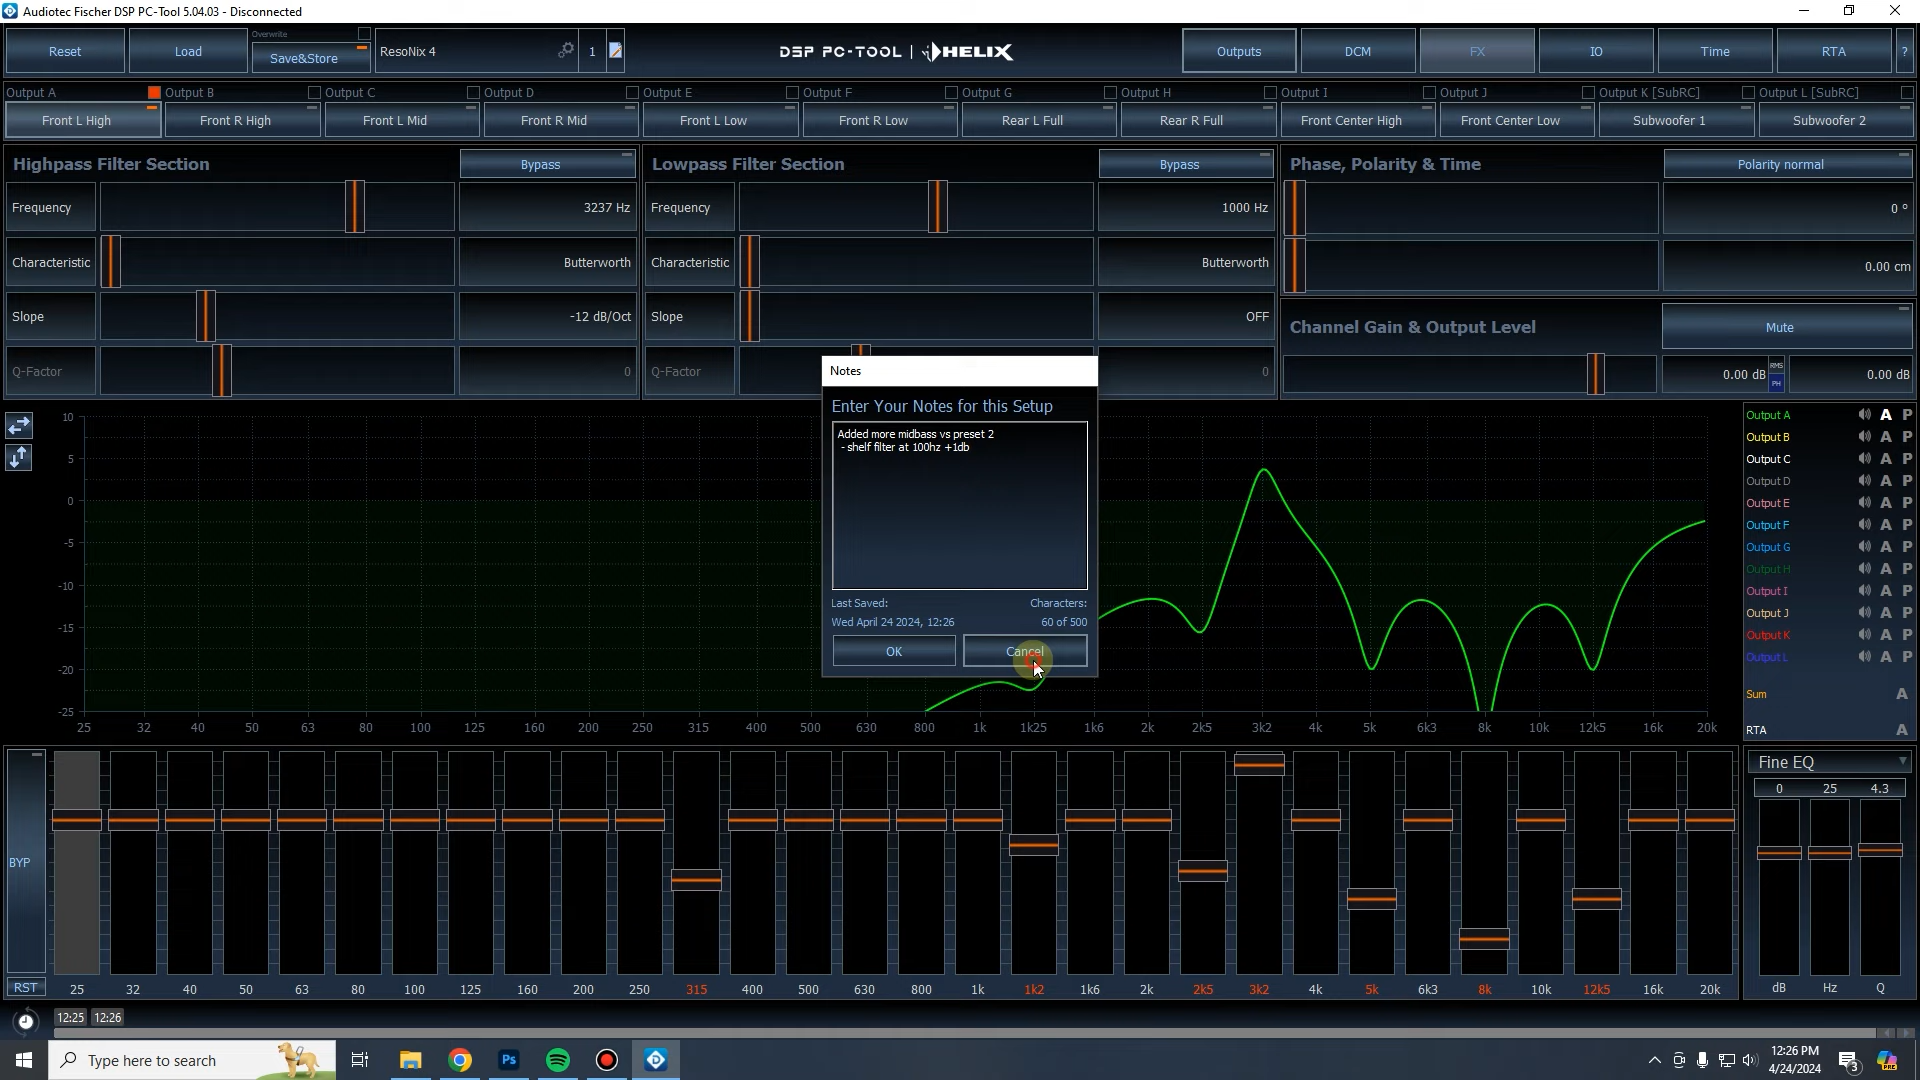 Audiotec Fischer DSP PC-Tool 5.04.03 - Disconnected
Reset
Load
Overwrite
Save&Store
ResoNix 4
1
DSP PC-TOOL | HELIX
Outputs
DCM
FX
IO
Time
RTA
?
Output A
Output B
Output C
Output D
Output E
Output F
Output G
Output H
Output I
Output J
Output K [SubRC]
Output L [SubRC]
Front L High
Front R High
Front L Mid
Front R Mid
Front L Low
Front R Low
Rear L Full
Rear R Full
Front Center High
Front Center Low
Subwoofer 1
Subwoofer 2
Highpass Filter Section
Bypass
Frequency
3237 Hz
Characteristic
Butterworth
Slope
-12 dB/Oct
Q-Factor
0
Lowpass Filter Section
Bypass
Frequency
1000 Hz
Characteristic
Butterworth
Slope
OFF
Q-Factor
0
Phase, Polarity & Time
Polarity normal
0 º
0.00 cm
Channel Gain & Output Level
Mute
0.00 dB
RMS
PH
0.00 dB
Notes
Enter Your Notes for this Setup
Added more midbass vs preset 2
- shelf filter at 100hz +1db
Last Saved:
Characters:
Wed April 24 2024, 12:26
60 of 500
OK
Cancel
10
5
0
-5
-10
-15
-20
-25
25 32 40 50 63 80 100 125 160 200 250 315 400 500 630 800 1k 1k25 1k6 2k 2k5 3k2 4k 5k 6k3 8k 10k 12k5 16k 20k
Output A A P
Output B A P
Output C A P
Output D A P
Output E A P
Output F A P
Output G A P
Output H A P
Output I A P
Output J A P
Output K A P
Output L A P
Sum A
RTA A
BYP
RST
25 32 40 50 63 80 100 125 160 200 250 315 400 500 630 800 1k 1k2 1k6 2k 2k5 3k2 4k 5k 6k3 8k 10k 12k5 16k 20k
Fine EQ
0 25 4.3
dB Hz Q
12:25 12:26
Type here to search
Ps
12:26 PM
4/24/2024
3
PRE